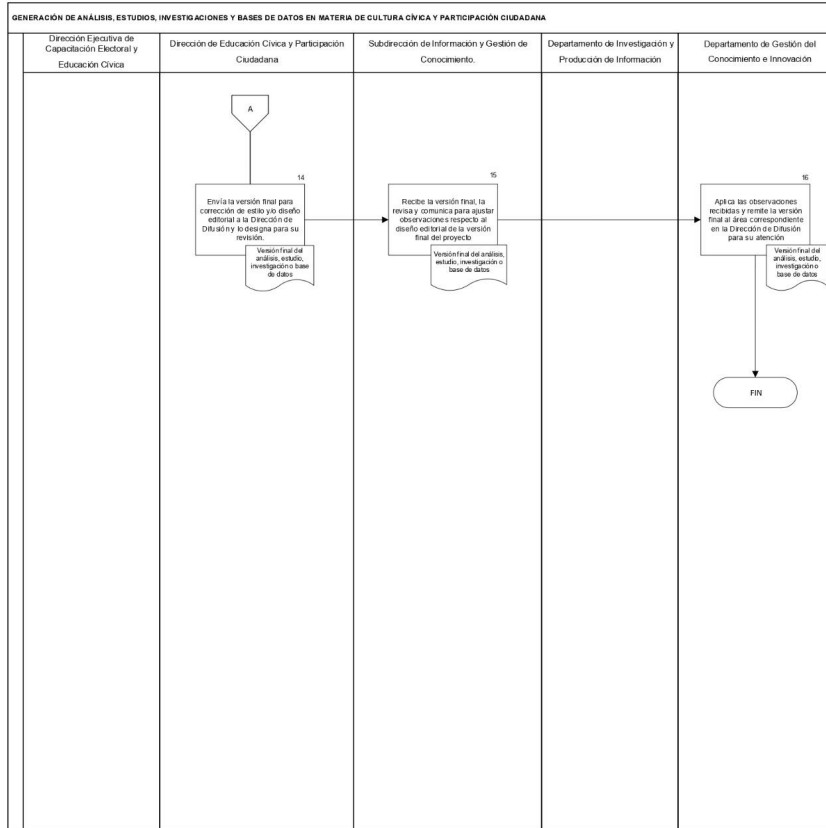 GENERACIÓN DE ANÁLISIS, ESTUDIOS, INVESTIGACIONES Y BASES DE DATOS EN MATERIA DE CULTURA CÍVICA Y PARTICIPACIÓN CIUDADANA
Dirección Ejecutiva de
Capacitación Electoral y
Educación Cívica
Dirección de Educación Cívica y Participación
Ciudadana
Subdirección de Información y Gestión de
Conocimiento.
Departamento de Investigación y
Producción de Información
Departamento de Gestión del
Conocimiento e Innovación
A
14
Envía la versión final para
corrección de estilo y/o diseño
editorial a la Dirección de
Difusión y lo designa para su
revisión.
Versión final del
análisis, estudio,
investigación o base
de datos
15
Recibe la versión final, la
revisa y comunica para ajustar
observaciones respecto al
diseño editorial de la versión
final del proyecto
Versión final del análisis,
estudio, investigación o
base de datos
16
Aplica las observaciones
recibidas y remite la versión
final al área correspondiente
en la Dirección de Difusión
para su atención
Versión final del
análisis, estudio,
investigación o
base de datos
FIN